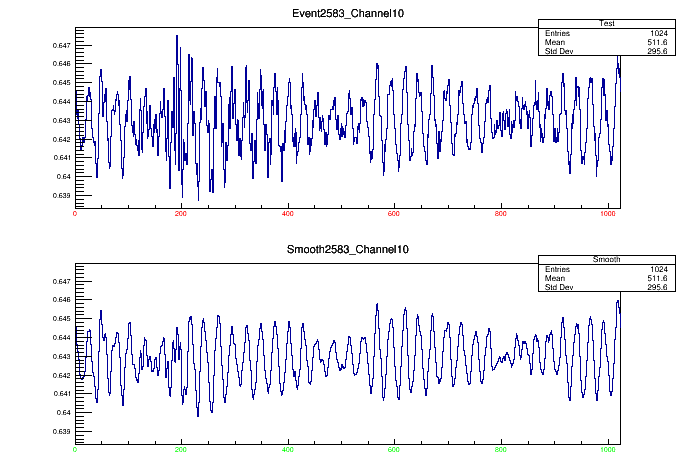 Event2583_Channel10
Test
Entries 1024
Mean 511.6
Std Dev 295.6
0.647
0.646
0.645
0.644
0.643
0.642
0.641
0.64
0.639
0 200 400 600 800 1000
Smooth2583_Channel10
Smooth
Entries 1024
Mean 511.6
Std Dev 295.6
0.647
0.646
0.645
0.644
0.643
0.642
0.641
0.64
0.639
0 200 400 600 800 1000